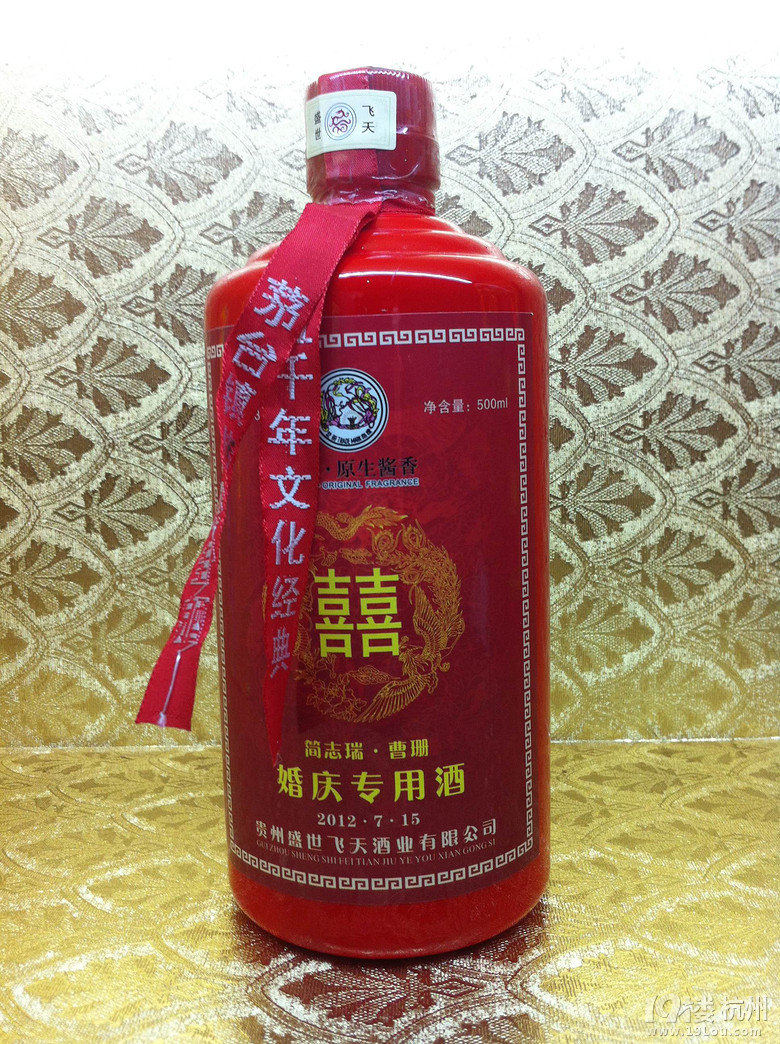 盛世
飞天
茅台镇
千年文化经典
净含量：500ml
·原生酱香
ORIGINAL FRAGRANCE
囍
简志瑞·曹珊
婚庆专用酒
2012·7·15
贵州盛世飞天酒业有限公司
GUI ZHOU SHENG SHI FEI TIAN JIU YE YOU XIAN GONG SI
19楼杭州
www.19lou.com